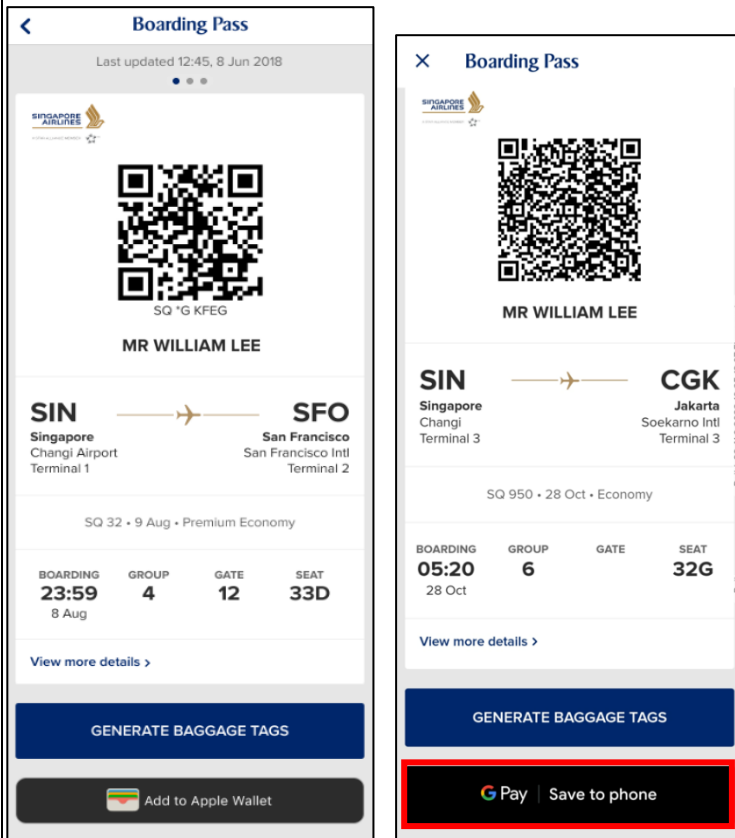 Boarding Pass
Last updated 12:45, 8 Jun 2018
SINGAPORE
AIRLINES
SQ *G KFEG
MR WILLIAM LEE
SIN SFO
Singapore San Francisco
Changi Airport San Francisco Intl
Terminal 1 Terminal 2
SQ 32 • 9 Aug • Premium Economy
BOARDING GROUP GATE SEAT
23:59 4 12 33D
8 Aug
View more details >
GENERATE BAGGAGE TAGS
Add to Apple Wallet
Boarding Pass
SINGAPORE
AIRLINES
MR WILLIAM LEE
SIN CGK
Singapore Jakarta
Changi Soekarno Intl
Terminal 3 Terminal 3
SQ 950 • 28 Oct • Economy
BOARDING GROUP GATE SEAT
05:20 6 32G
28 Oct
View more details >
GENERATE BAGGAGE TAGS
G Pay | Save to phone